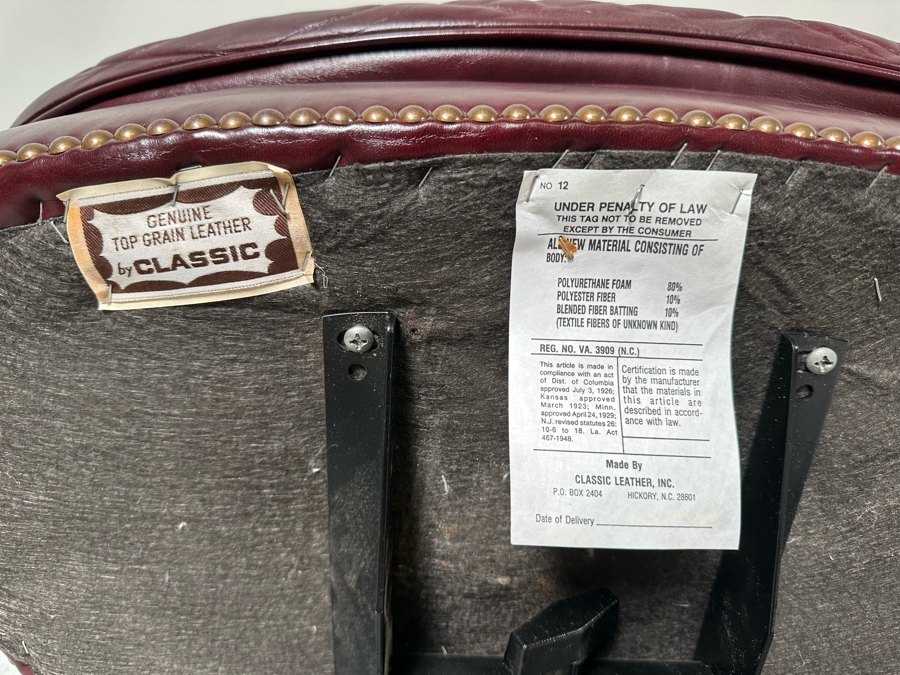 GENUINE
TOP GRAIN LEATHER
by CLASSIC
NO 12
UNDER PENALTY OF LAW
THIS TAG NOT TO BE REMOVED
EXCEPT BY THE CONSUMER
ALL NEW MATERIAL CONSISTING OF
BODY:
POLYURETHANE FOAM 80%
POLYESTER FIBER 10%
BLENDED FIBER BATTING 10%
(TEXTILE FIBERS OF UNKNOWN KIND)
REG. NO. VA. 3909 (N.C.)
This article is made in
compliance with an act
of Dist. of Columbia
approved July 3, 1926;
Kansas approved
March 1923; Minn.
approved April 24, 1929;
N.J. revised statutes 26:
10-6 to 18. La. Act
467-1948.
Certification is made
by the manufacturer
that the materials in
this article are
described in accord-
ance with law.
Made By
CLASSIC LEATHER, INC.
P.O. BOX 2404 HICKORY, N.C. 28601
Date of Delivery